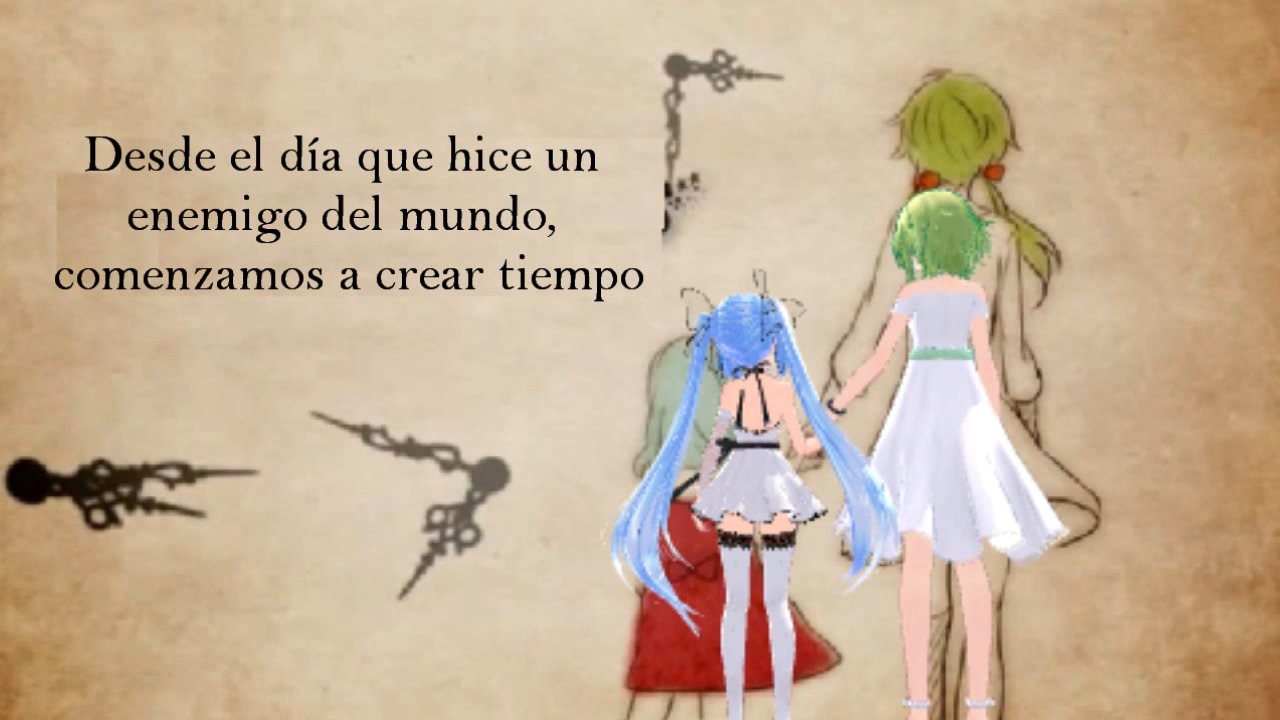 Desde el día que hice un
enemigo del mundo,
comenzamos a crear tiempo